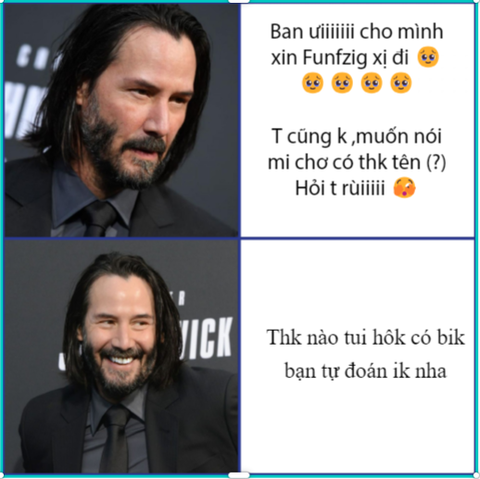 Ban ưiiiiiii cho mình
xin Funfzig xị đi 🥹
🥹 🥹 🥹 🥹
T cũng k ,muốn nói
mi chơ có thk tên (?)
Hỏi t rùiiiii 🫣
WICK
Thk nào tui hôk có bik
bạn tự đoán ik nha